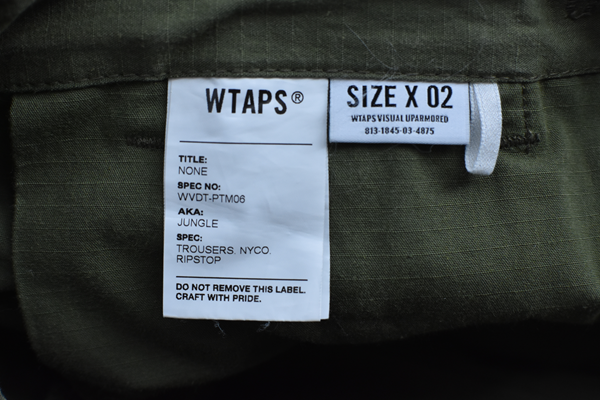 WTAPS®
TITLE:
NONE
SPEC NO:
WVDT-PTM06
AKA:
JUNGLE
SPEC:
TROUSERS. NYCO.
RIPSTOP
DO NOT REMOVE THIS LABEL.
CRAFT WITH PRIDE.
SIZE X 02
WTAPS VISUAL UPARMORED
813-1845-03-4875